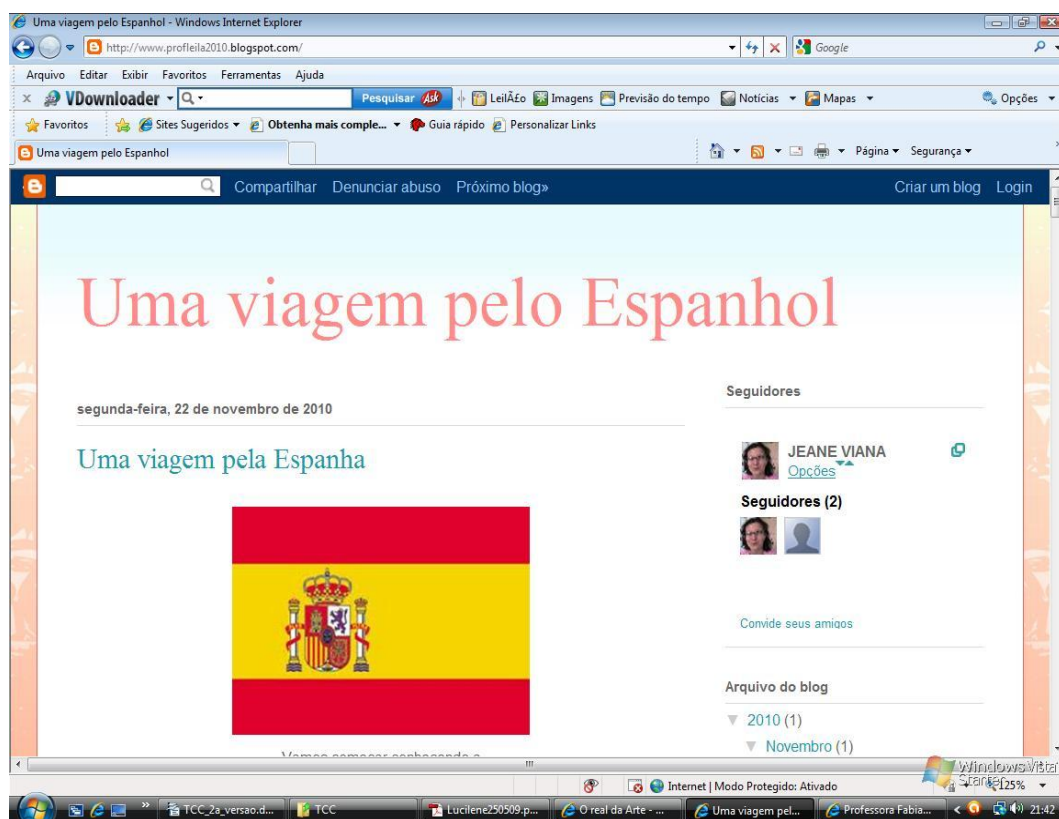 Uma viagem pelo Espanhol - Windows Internet Explorer
http://www.profleila2010.blogspot.com/
Google
Arquivo Editar Exibir Favoritos Ferramentas Ajuda
x VDownloader Pesquisar Ask LeilÃ£o Imagens Previsão do tempo Notícias Mapas Opções
Favoritos Sites Sugeridos Obtenha mais comple... Guia rápido Personalizar Links
Uma viagem pelo Espanhol
Página Segurança
Compartilhar Denunciar abuso Próximo blog» Criar um blog Login
Uma viagem pelo Espanhol
segunda-feira, 22 de novembro de 2010
Uma viagem pela Espanha
Seguidores
JEANE VIANA
Opções
Seguidores (2)
Convide seus amigos
Arquivo do blog
▼ 2010 (1)
▼ Novembro (1)
Windows Vista
Starter
Internet | Modo Protegido: Ativado
125%
TCC_2a_versao.d... TCC Lucilene250509.p... O real da Arte - ... Uma viagem pel... Professora Fabia... 21:42